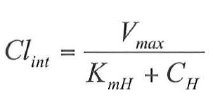 Cl_int = V_max / (K_mH + C_H)